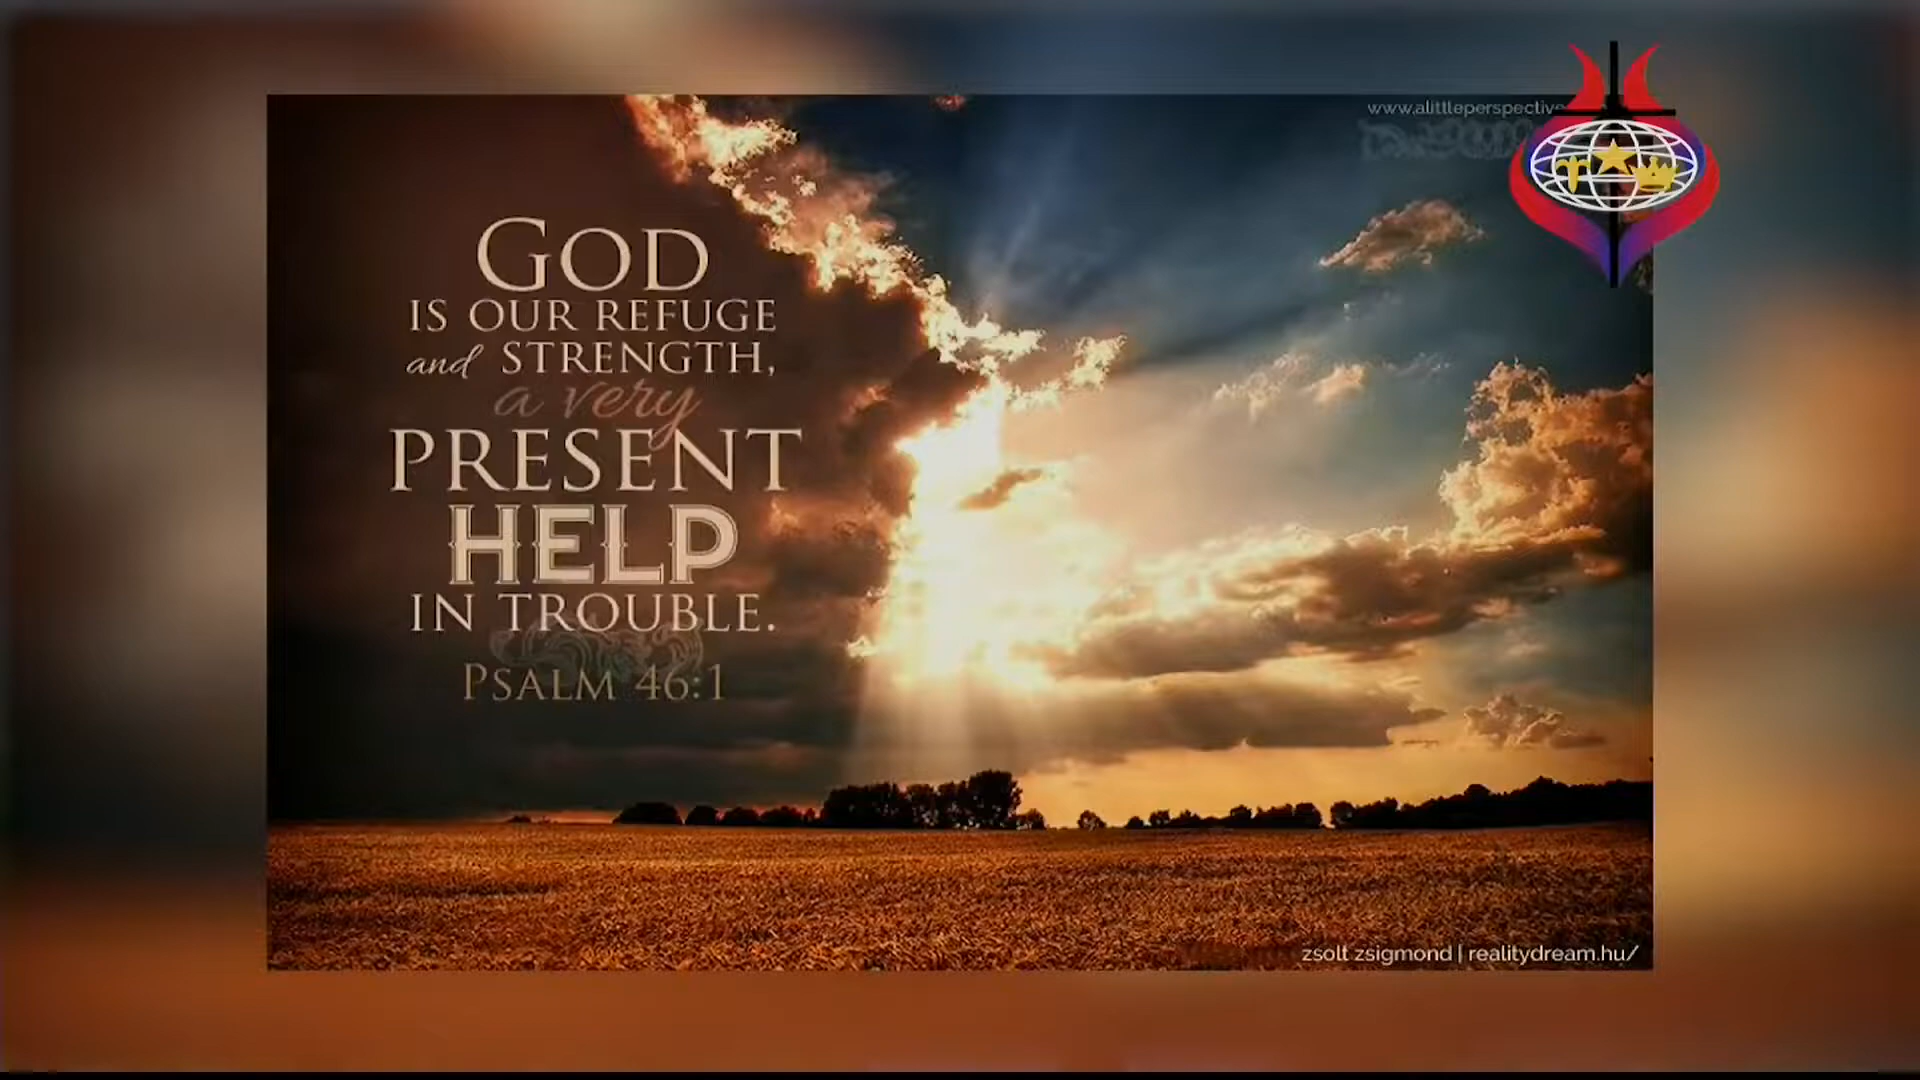 www.alittleperspective
GOD
IS OUR REFUGE
and STRENGTH,
a very
PRESENT
HELP
IN TROUBLE.
PSALM 46:1
zsolt zsigmond | realitydream.hu/